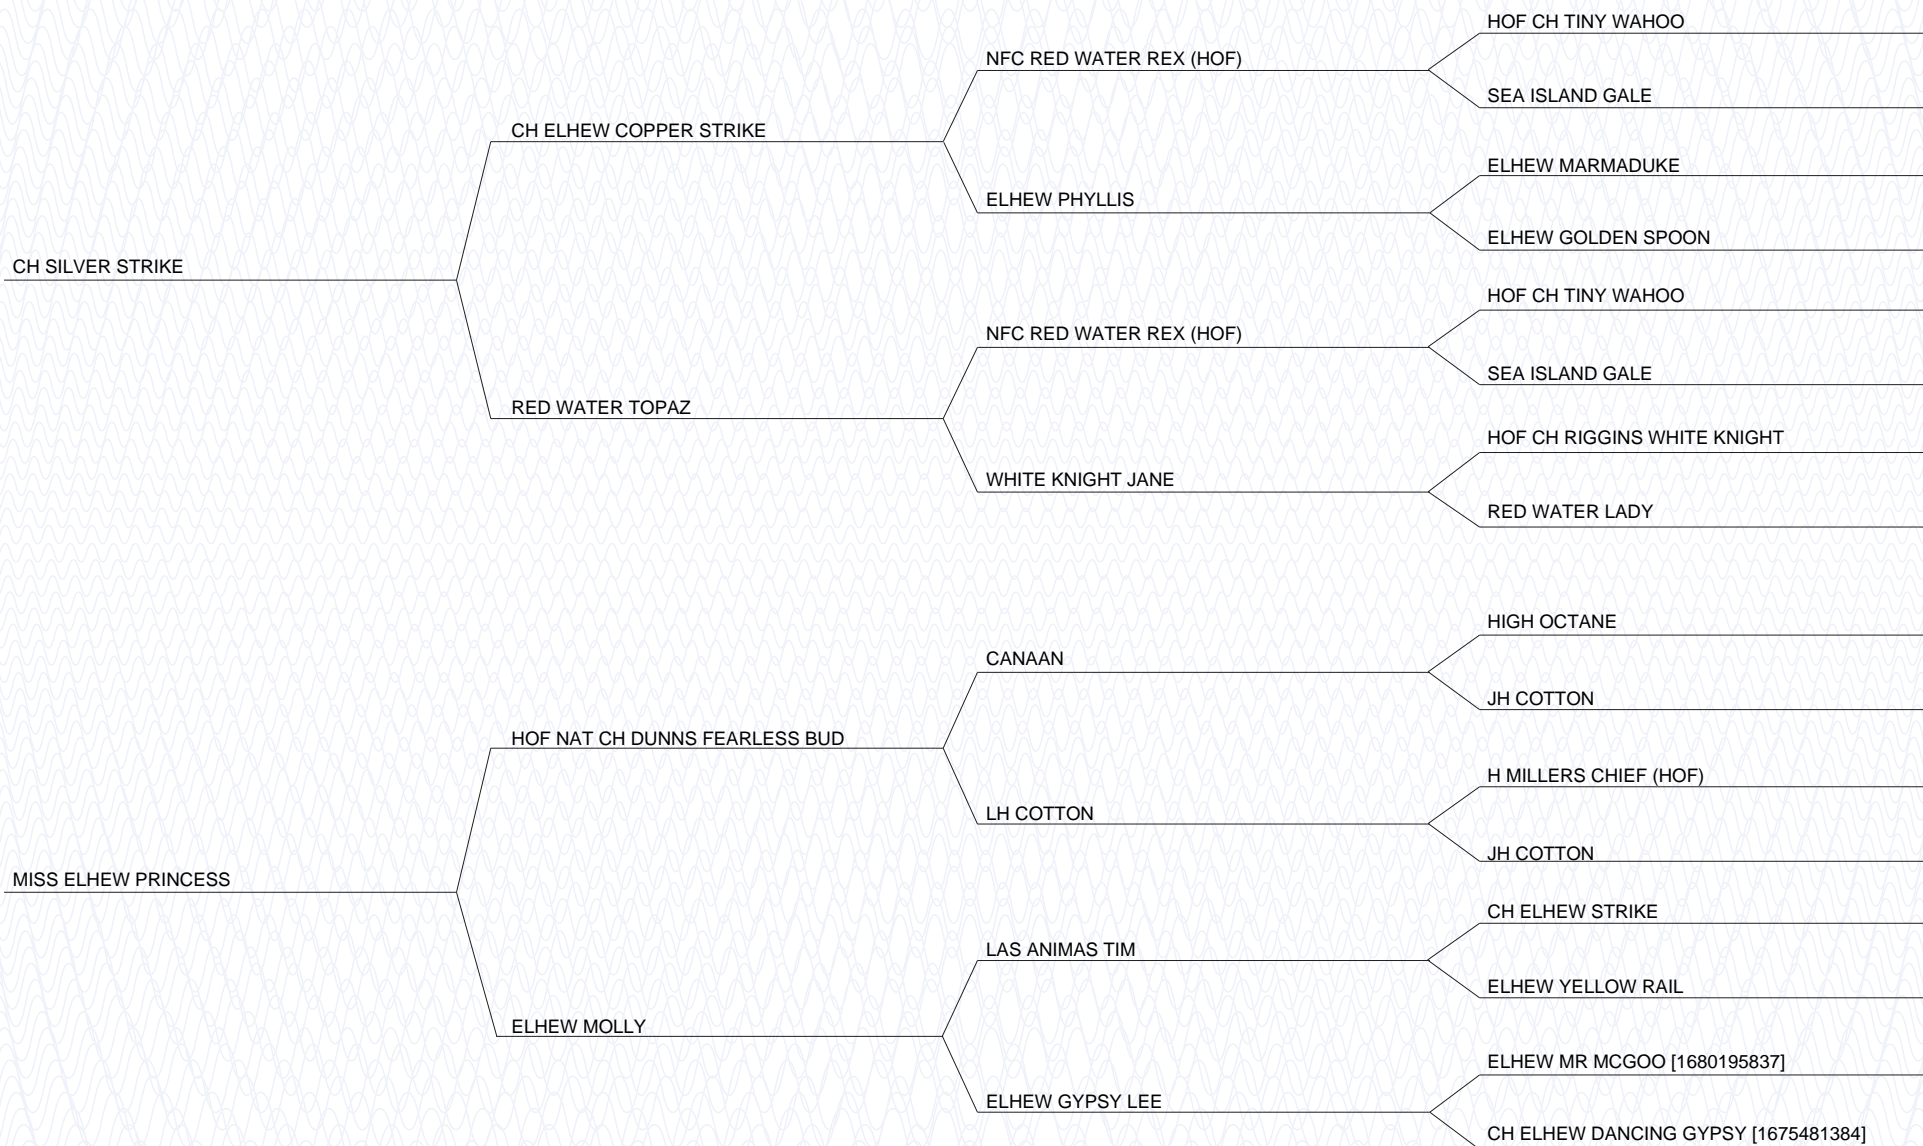 HOF CH TINY WAHOO
NFC RED WATER REX (HOF)
SEA ISLAND GALE
CH ELHEW COPPER STRIKE
ELHEW MARMADUKE
ELHEW PHYLLIS
ELHEW GOLDEN SPOON
CH SILVER STRIKE
HOF CH TINY WAHOO
NFC RED WATER REX (HOF)
SEA ISLAND GALE
RED WATER TOPAZ
HOF CH RIGGINS WHITE KNIGHT
WHITE KNIGHT JANE
RED WATER LADY
HIGH OCTANE
CANAAN
JH COTTON
HOF NAT CH DUNNS FEARLESS BUD
H MILLERS CHIEF (HOF)
LH COTTON
JH COTTON
MISS ELHEW PRINCESS
CH ELHEW STRIKE
LAS ANIMAS TIM
ELHEW YELLOW RAIL
ELHEW MOLLY
ELHEW MR MCGOO [1680195837]
ELHEW GYPSY LEE
CH ELHEW DANCING GYPSY [1675481384]